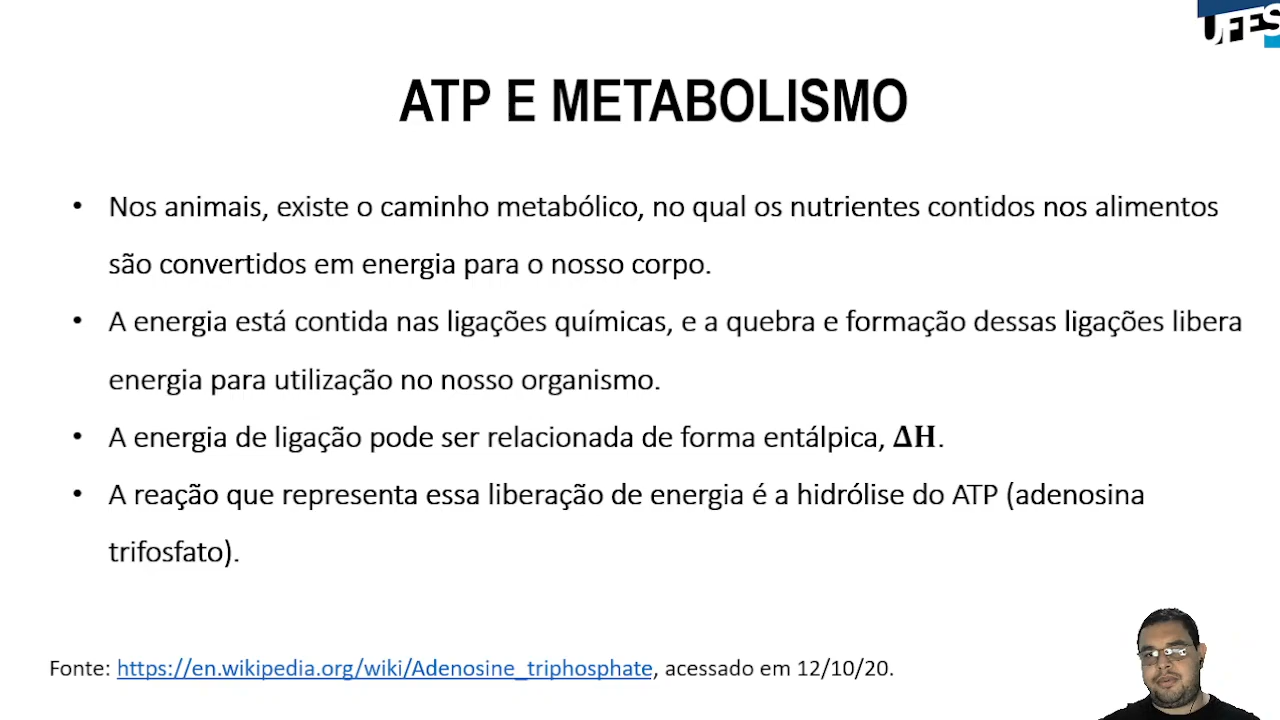 UFES
ATP E METABOLISMO
• Nos animais, existe o caminho metabólico, no qual os nutrientes contidos nos alimentos
são convertidos em energia para o nosso corpo.
• A energia está contida nas ligações químicas, e a quebra e formação dessas ligações libera
energia para utilização no nosso organismo.
• A energia de ligação pode ser relacionada de forma entálpica, ΔH.
• A reação que representa essa liberação de energia é a hidrólise do ATP (adenosina
trifosfato).
Fonte: https://en.wikipedia.org/wiki/Adenosine_triphosphate, acessado em 12/10/20.